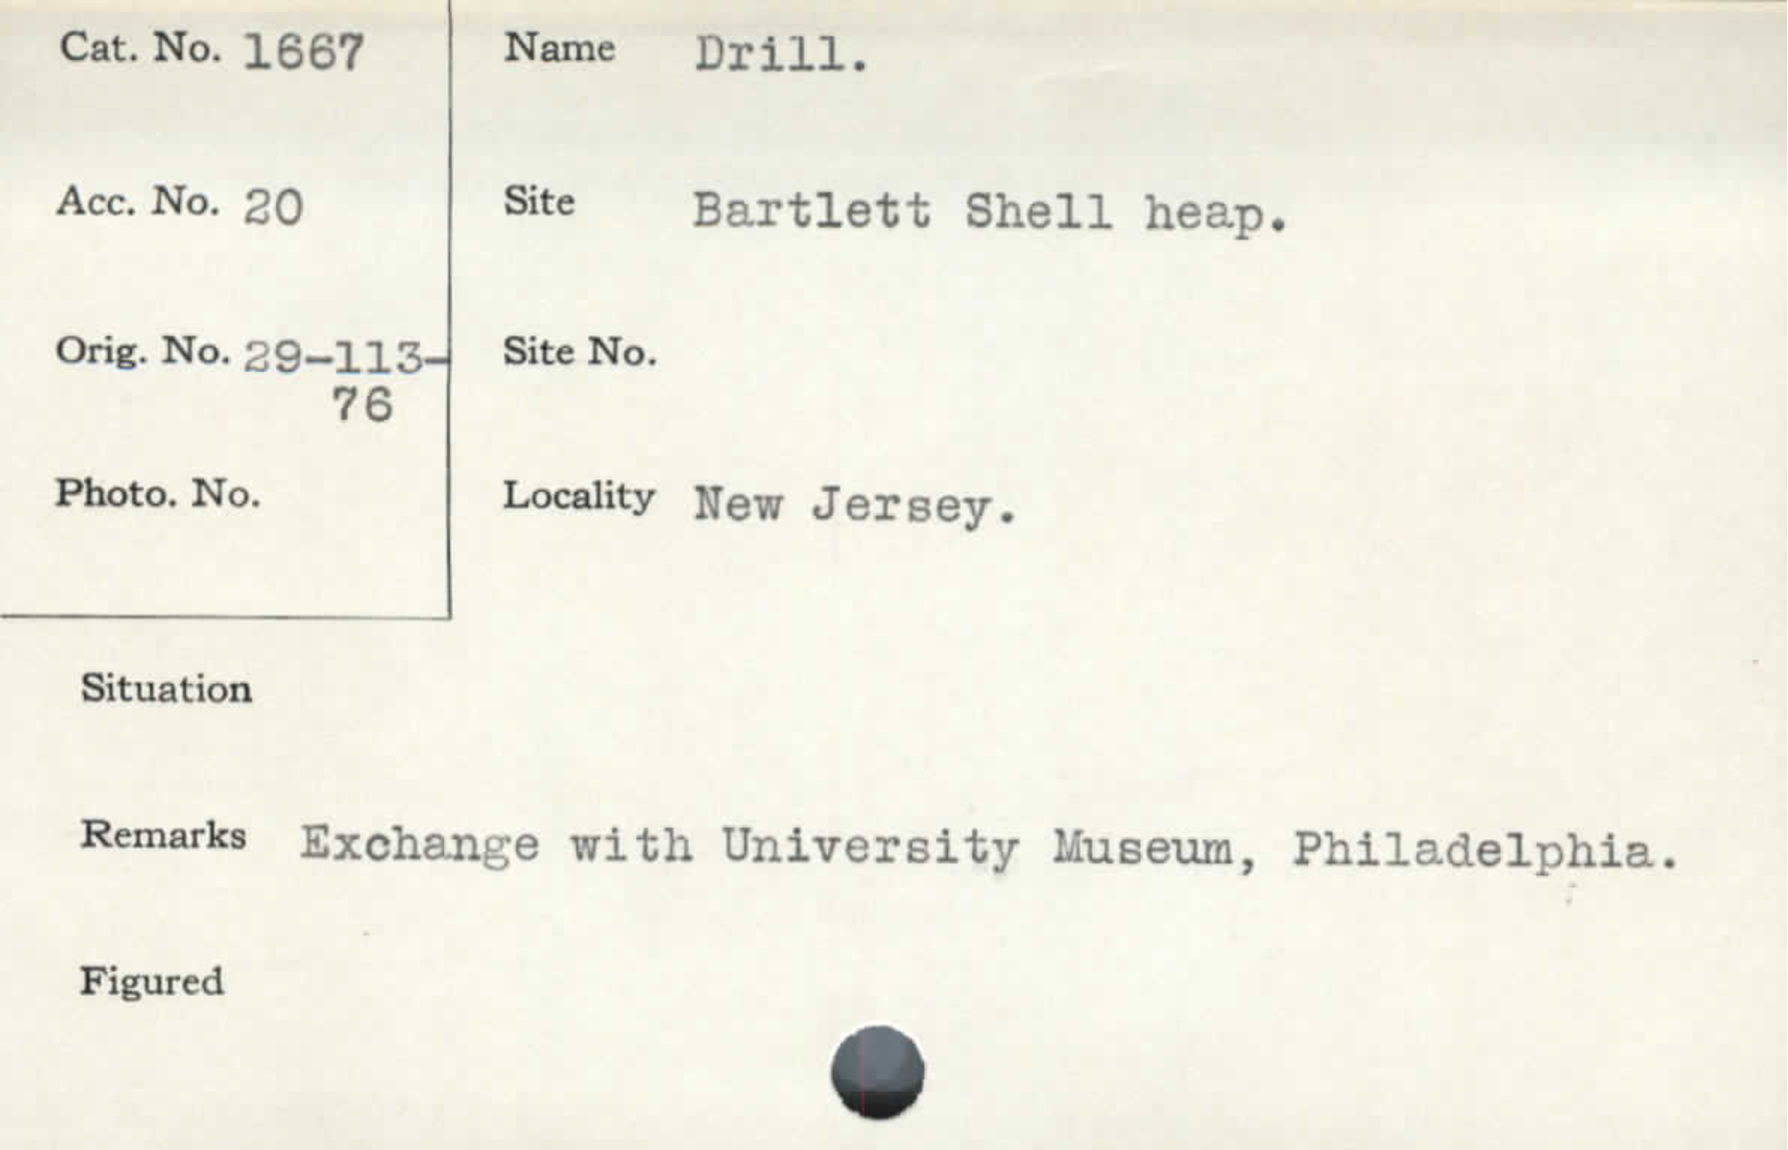 Cat. No. 1667
Name Drill.
Acc. No. 20
Site Bartlett Shell heap.
Orig. No. 29-113-
76
Site No.
Photo. No.
Locality New Jersey.
Situation
Remarks Exchange with University Museum, Philadelphia.
Figured